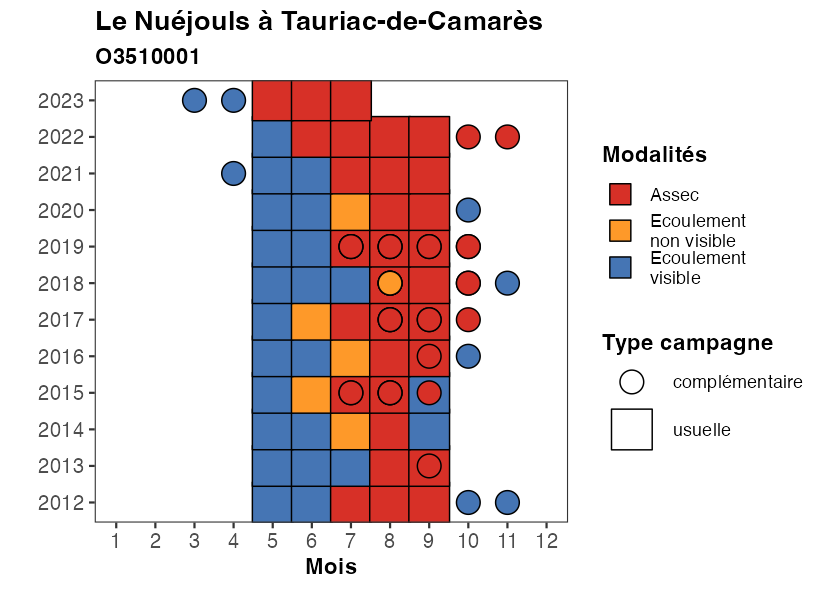 Le Nuéjouls à Tauriac-de-Camarès
O3510001
2023
2022
2021
2020
2019
2018
2017
2016
2015
2014
2013
2012
1 2 3 4 5 6 7 8 9 10 11 12
Mois
Modalités
Assec
Ecoulement
non visible
Ecoulement
visible
Type campagne
complémentaire
usuelle